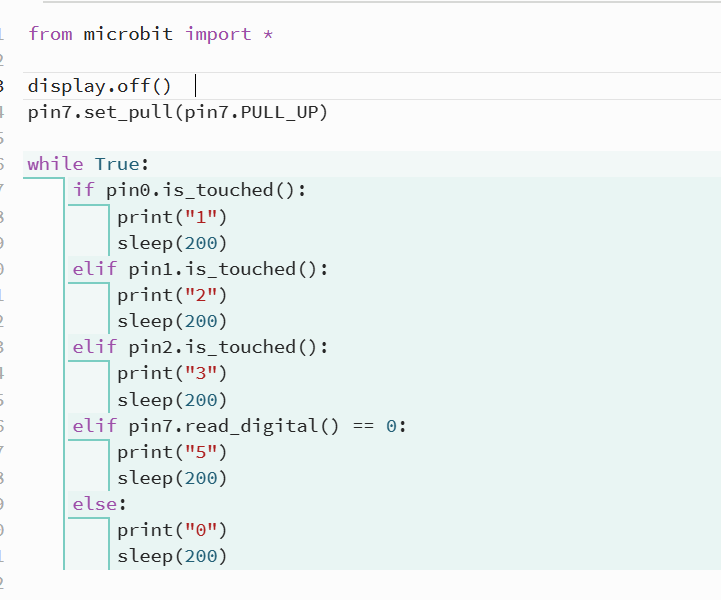 1 from microbit import *
2
3 display.off()
4 pin7.set_pull(pin7.PULL_UP)
5
6 while True:
7     if pin0.is_touched():
8         print("1")
9         sleep(200)
0     elif pin1.is_touched():
1         print("2")
2         sleep(200)
3     elif pin2.is_touched():
4         print("3")
5         sleep(200)
6     elif pin7.read_digital() == 0:
7         print("5")
8         sleep(200)
9     else:
0         print("0")
1         sleep(200)
2